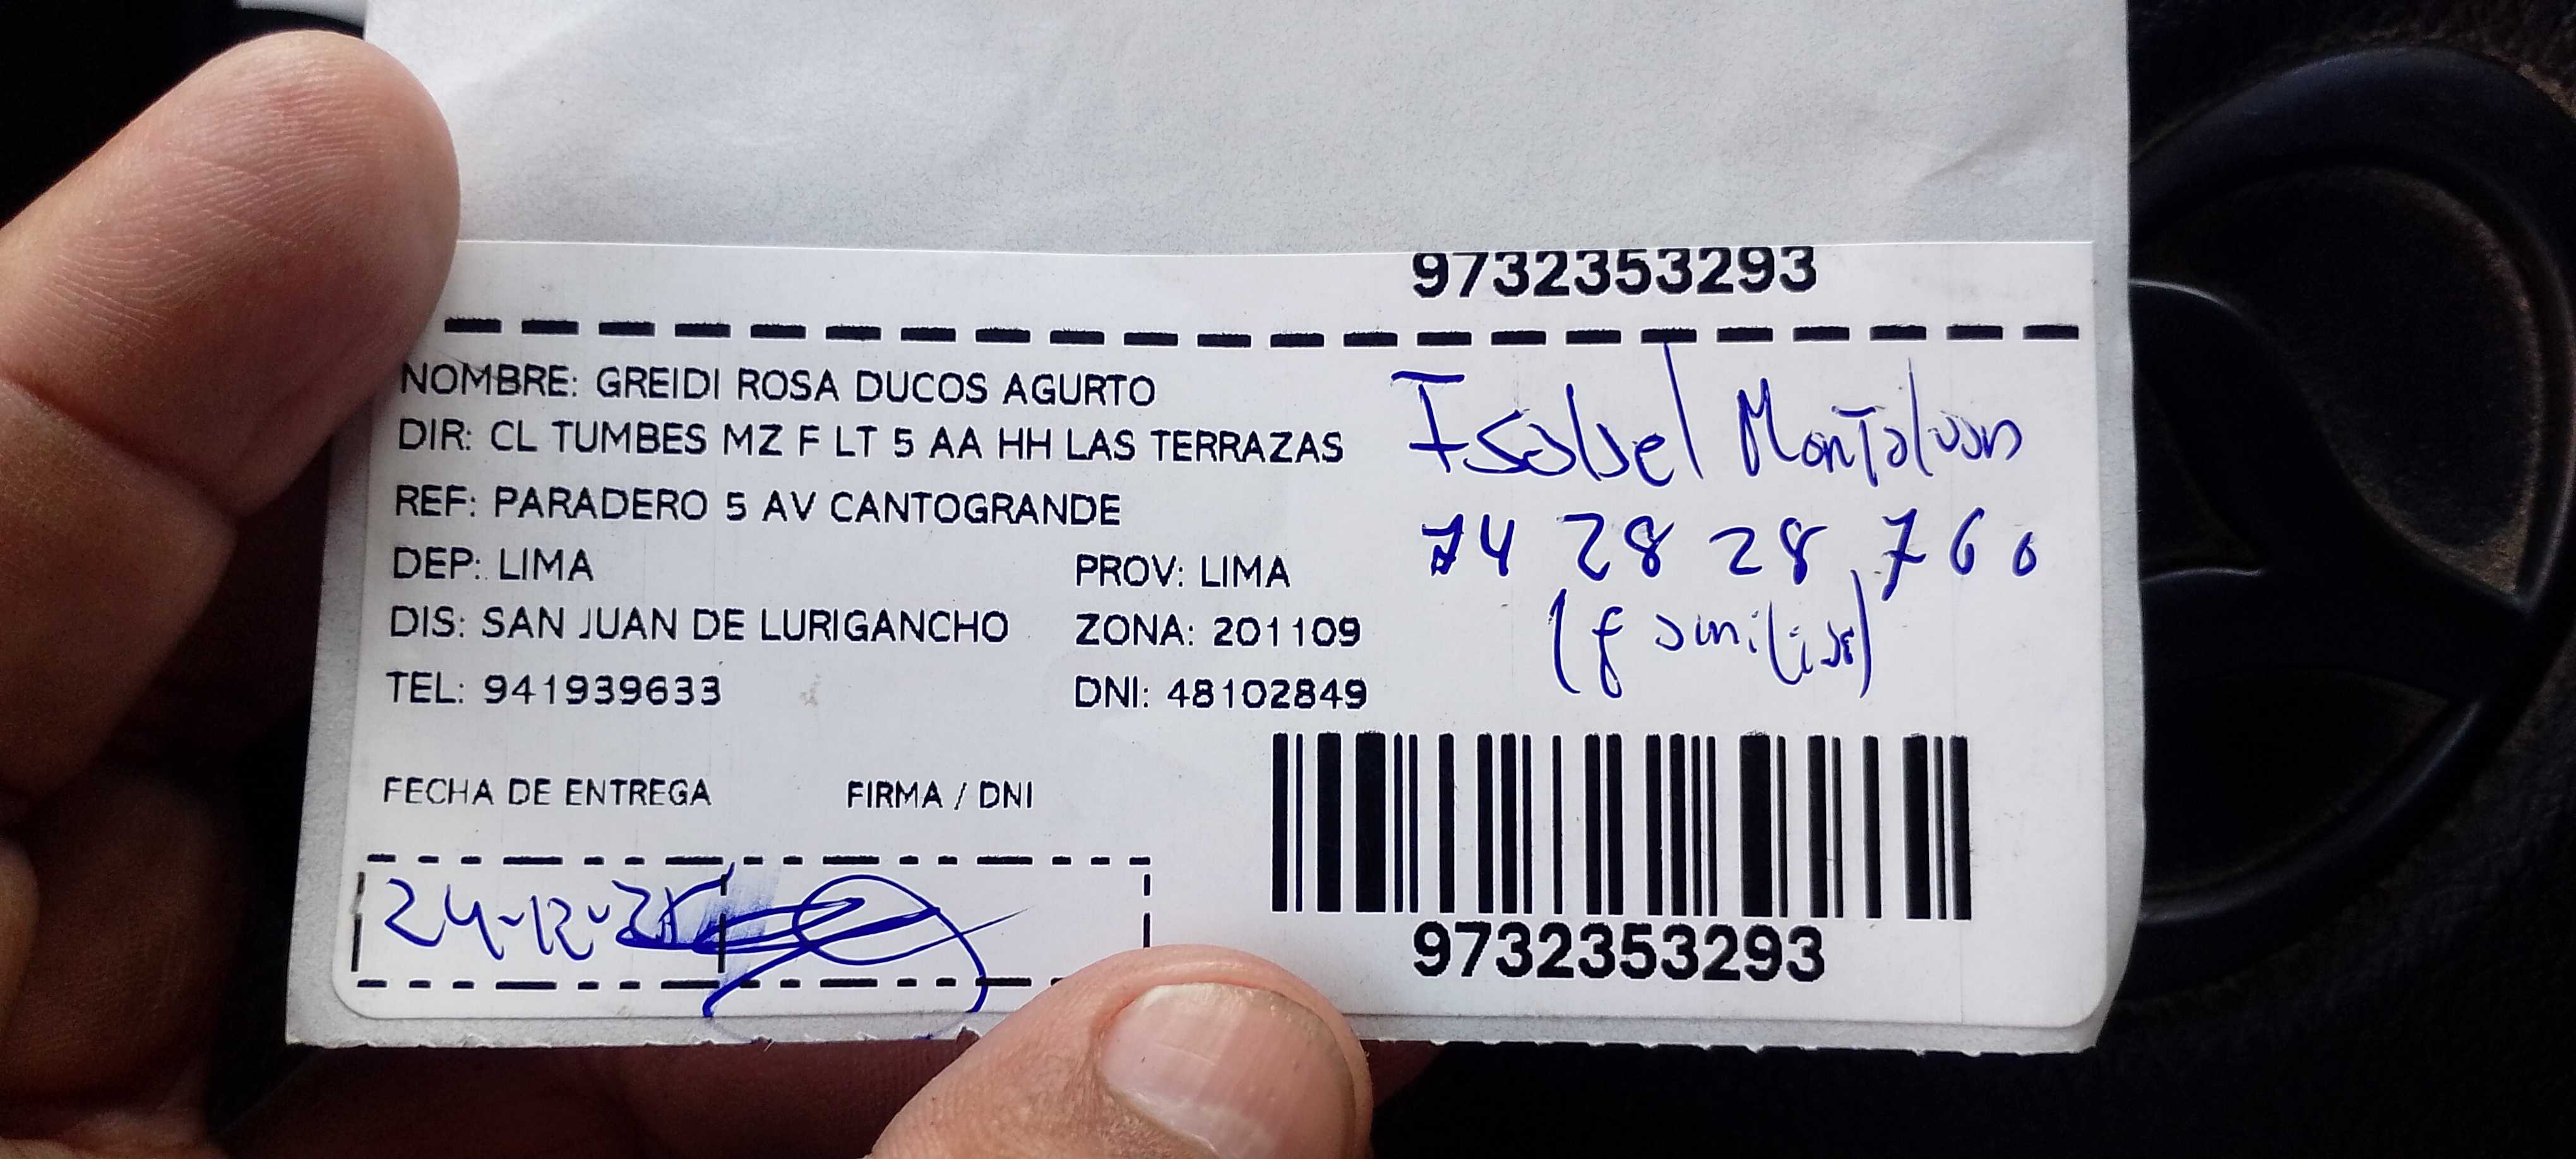 9732353293
NOMBRE: GREIDI ROSA DUCOS AGURTO
DIR: CL TUMBES MZ F LT 5 AA HH LAS TERRAZAS
REF: PARADERO 5 AV CANTOGRANDE
DEP: LIMA PROV: LIMA
DIS: SAN JUAN DE LURIGANCHO ZONA: 201109
TEL: 941939633 DNI: 48102849
Isabel Montalvan
74 28 28 760
(familiar)
FECHA DE ENTREGA FIRMA / DNI
24-12-21
9732353293